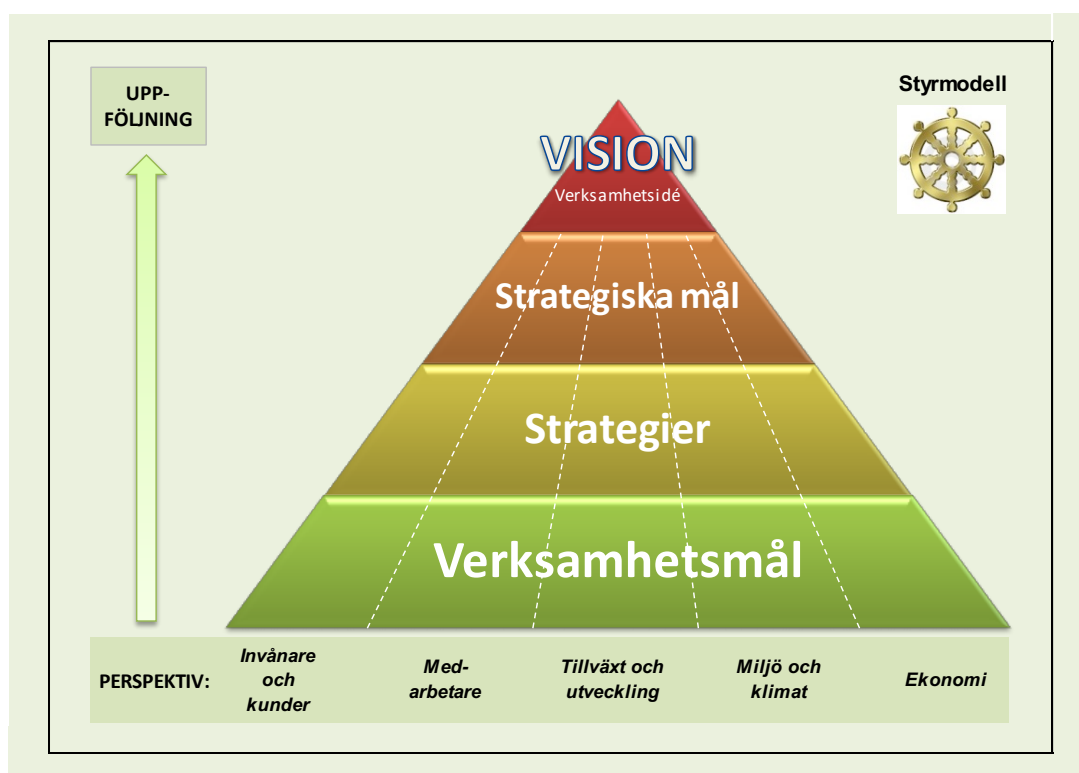 UPP-
FÖLJNING
Styrmodell
VISION
Verksamhetsidé
Strategiska mål
Strategier
Verksamhetsmål
PERSPEKTIV:
Invånare
och
kunder
Med-
arbetare
Tillväxt och
utveckling
Miljö och
klimat
Ekonomi